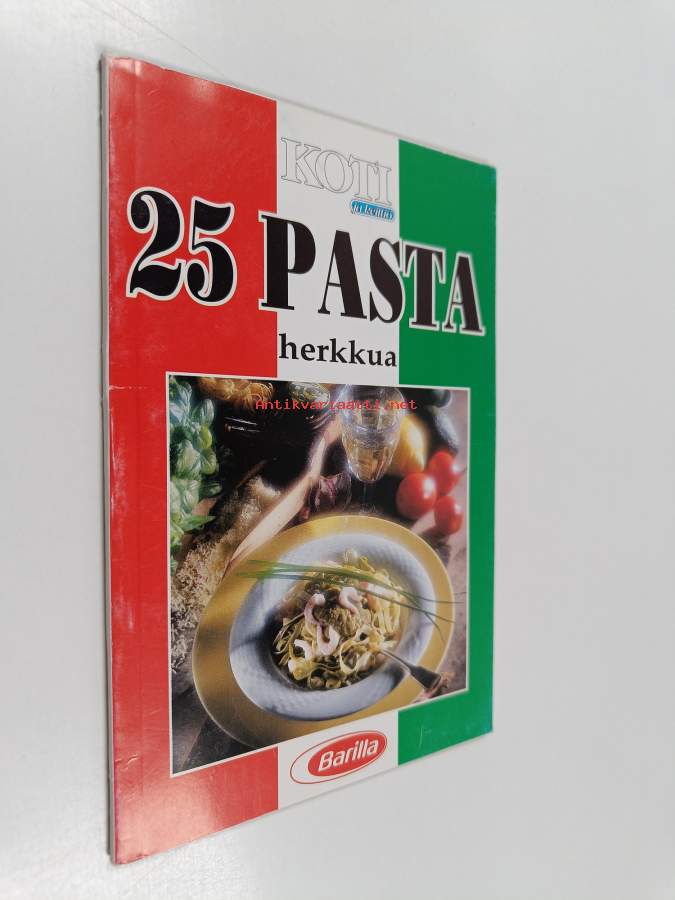 KOTI
ja keittiö
25 PASTA
herkkua
Antikvariaatti.net
Barilla